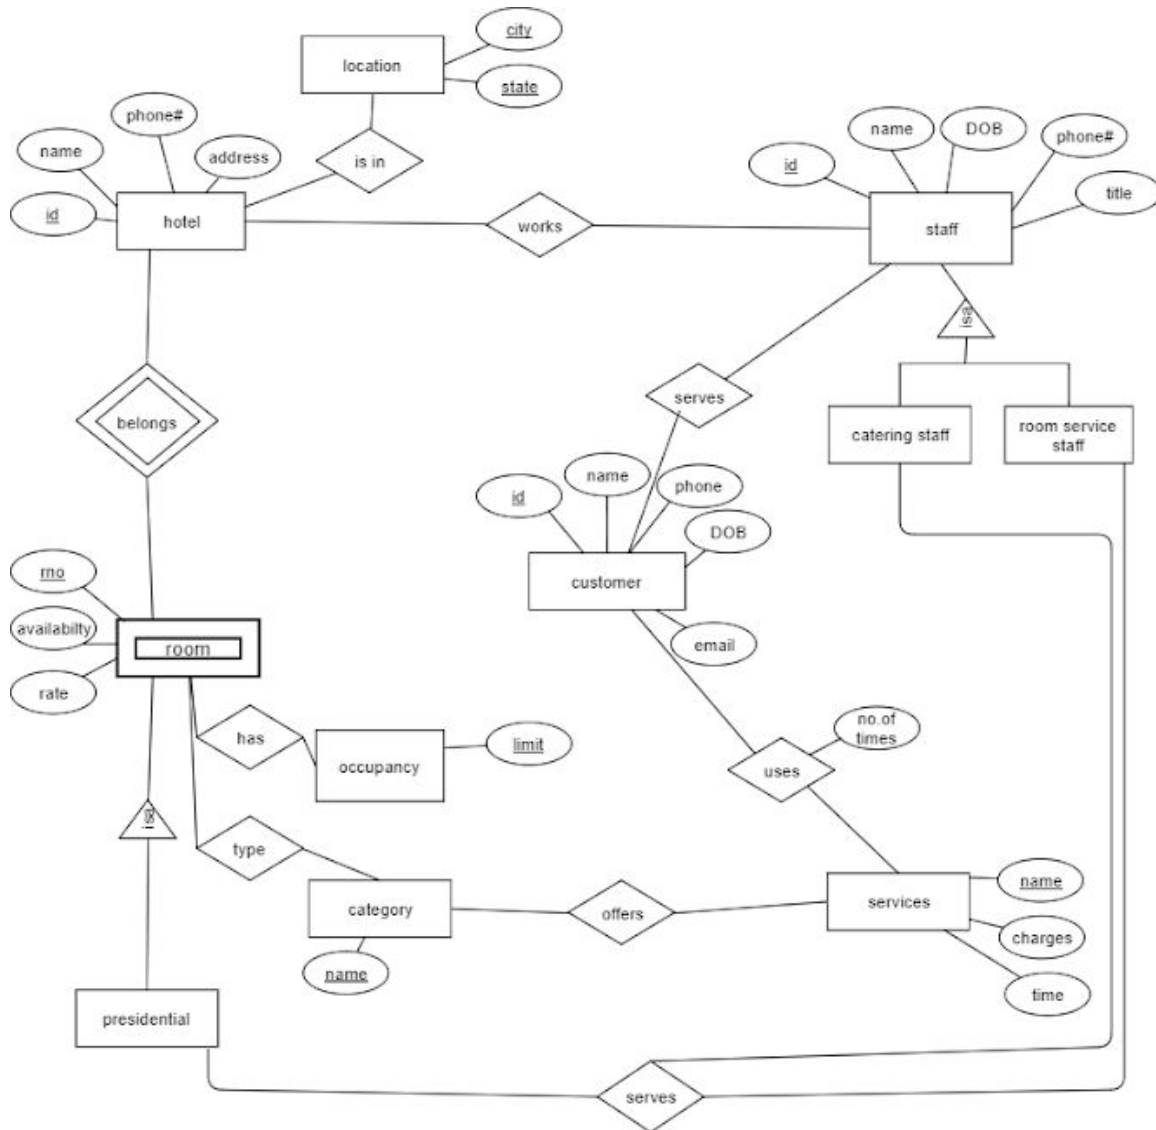 city
location
state
phone#
name
DOB
phone#
name
address
is in
id
title
id
hotel
works
staff
isa
serves
catering staff
room service
staff
belongs
name
phone
id
DOB
rno
customer
availabilty
room
email
rate
no.of
times
has
limit
occupancy
uses
isa
type
name
category
offers
services
charges
name
time
presidential
serves